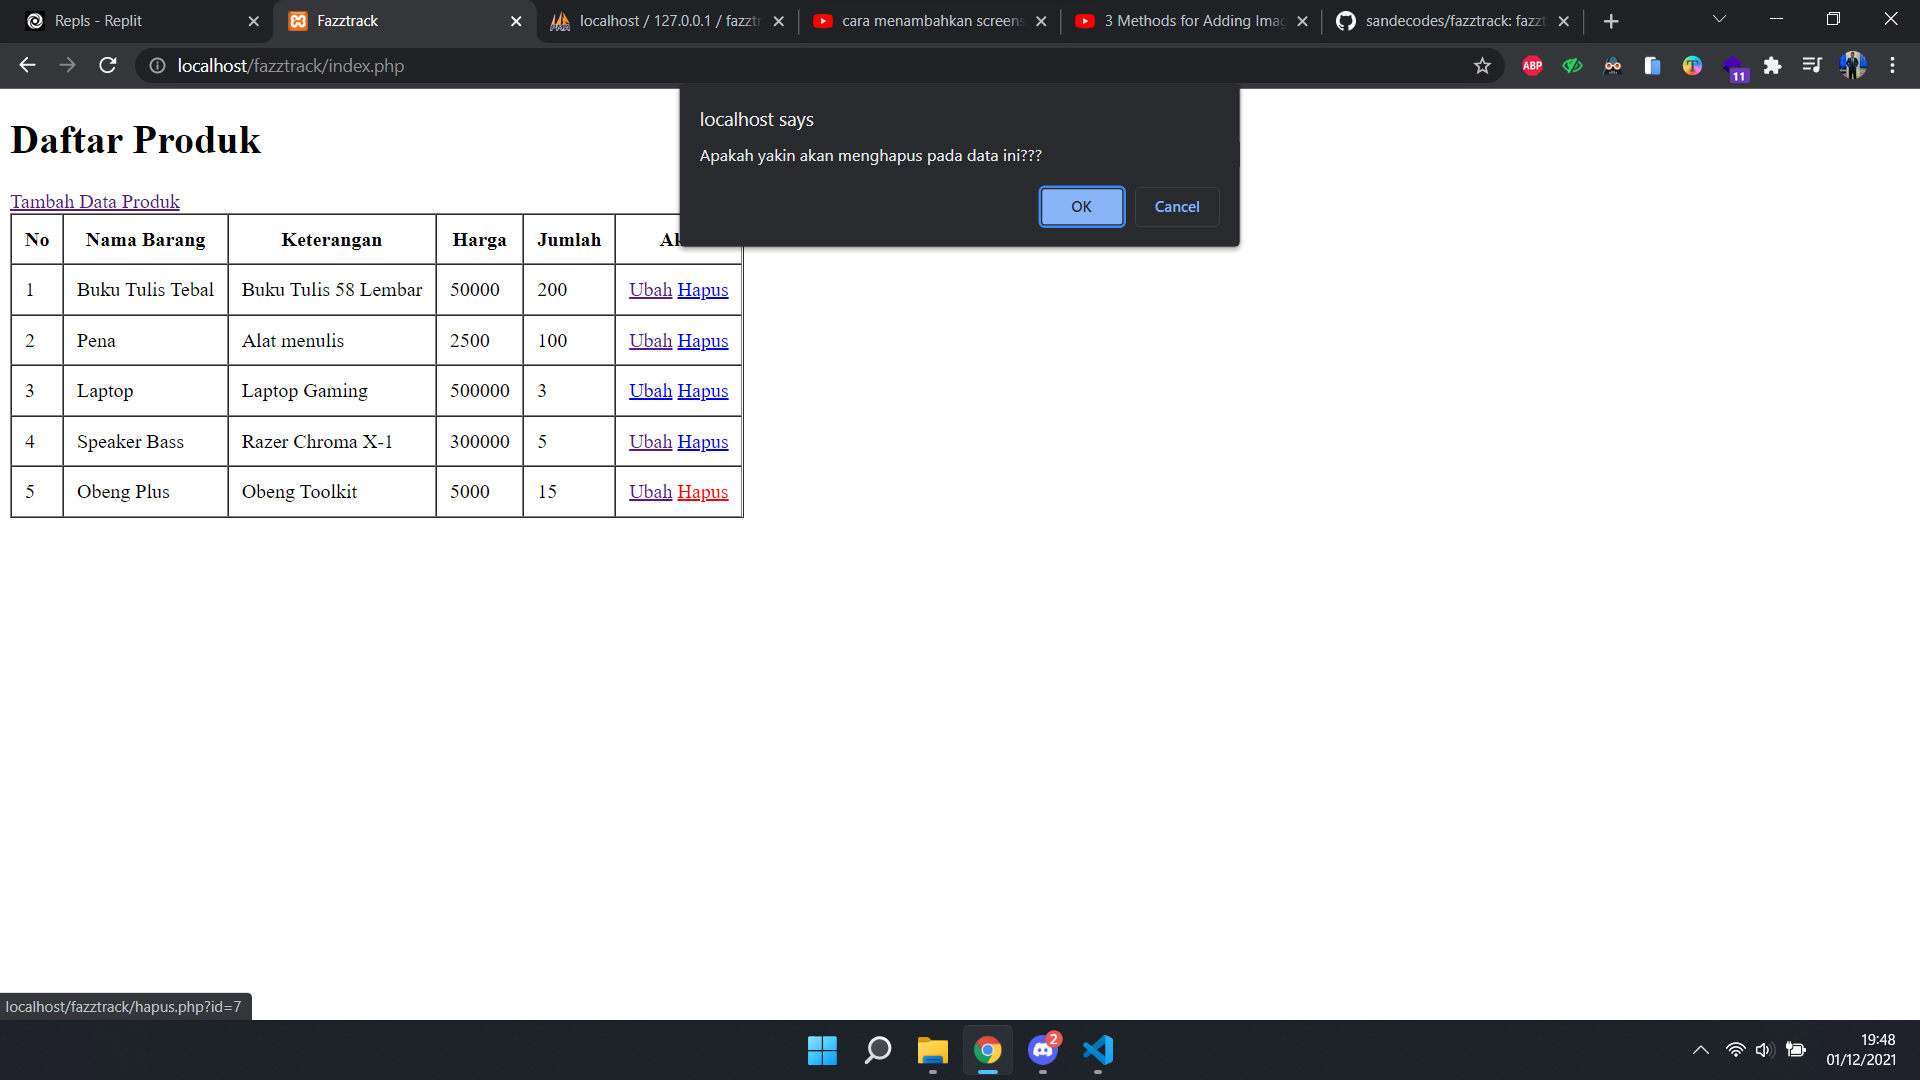 Repls - Replit
Fazztrack
localhost / 127.0.0.1 / fazztr
cara menambahkan screens
3 Methods for Adding Imag
sandecodes/fazztrack: fazzt
localhost/fazztrack/index.php
ABP
11
localhost says
Apakah yakin akan menghapus pada data ini???
OK Cancel
Daftar Produk
Tambah Data Produk
No Nama Barang Keterangan Harga Jumlah Ak
1 Buku Tulis Tebal Buku Tulis 58 Lembar 50000 200 Ubah Hapus
2 Pena Alat menulis 2500 100 Ubah Hapus
3 Laptop Laptop Gaming 500000 3 Ubah Hapus
4 Speaker Bass Razer Chroma X-1 300000 5 Ubah Hapus
5 Obeng Plus Obeng Toolkit 5000 15 Ubah Hapus
localhost/fazztrack/hapus.php?id=7
2
19:48
01/12/2021